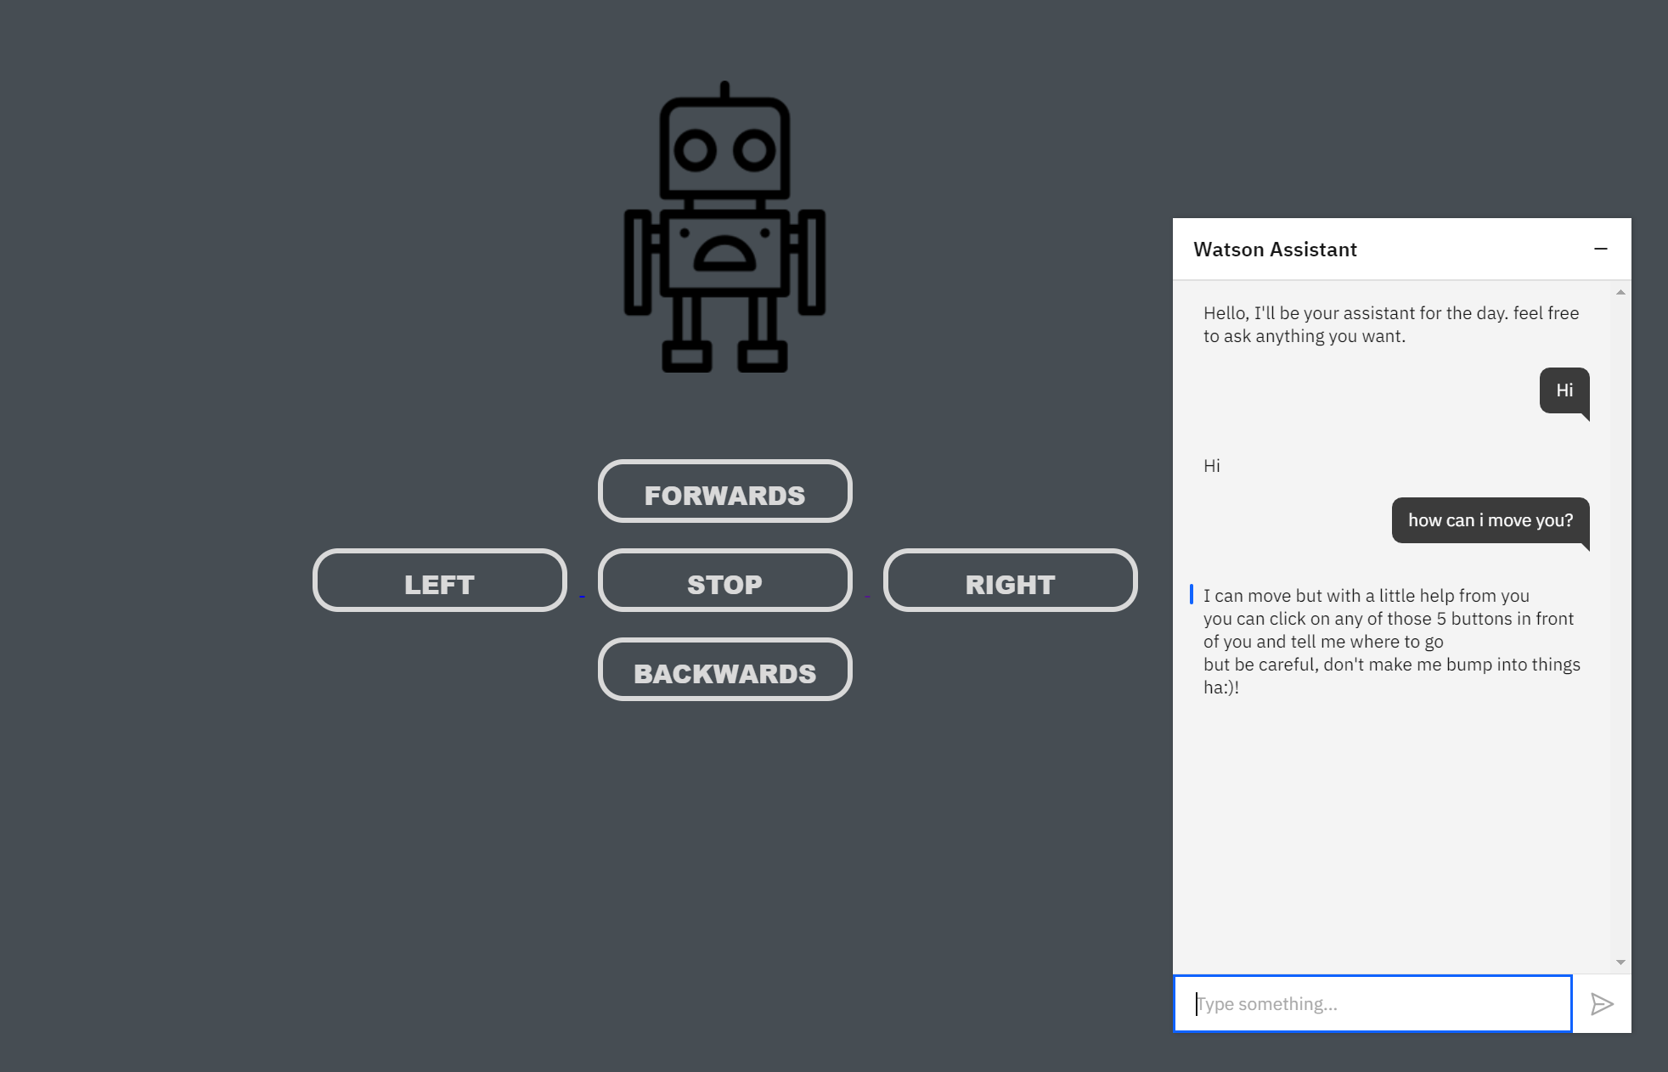 FORWARDS
LEFT
STOP
RIGHT
BACKWARDS
Watson Assistant
Hello, I'll be your assistant for the day. feel free
to ask anything you want.
Hi
Hi
how can i move you?
I can move but with a little help from you
you can click on any of those 5 buttons in front
of you and tell me where to go
but be careful, don't make me bump into things
ha:)!
Type something...